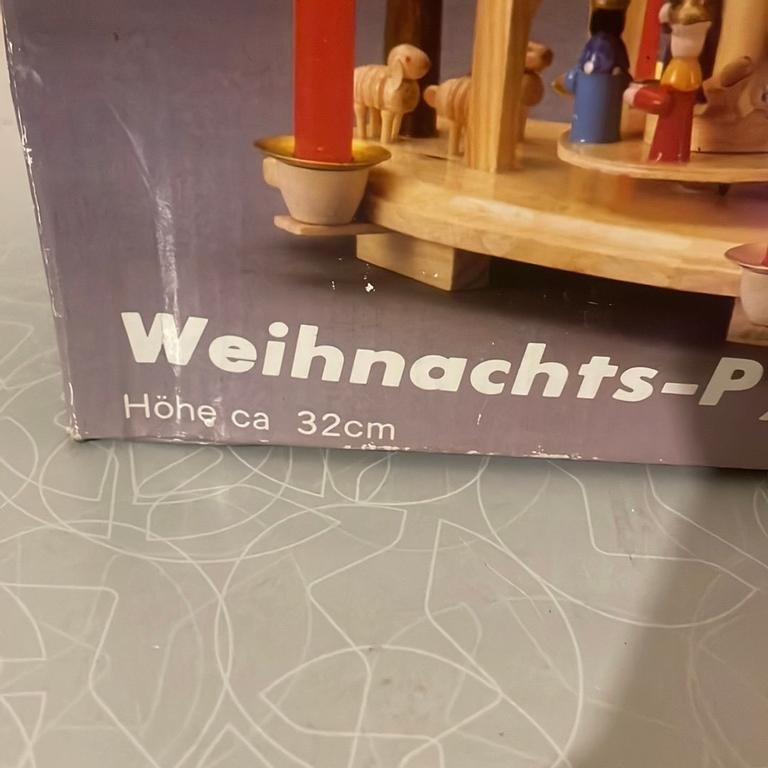 Weihnachts-P
Höhe ca 32cm